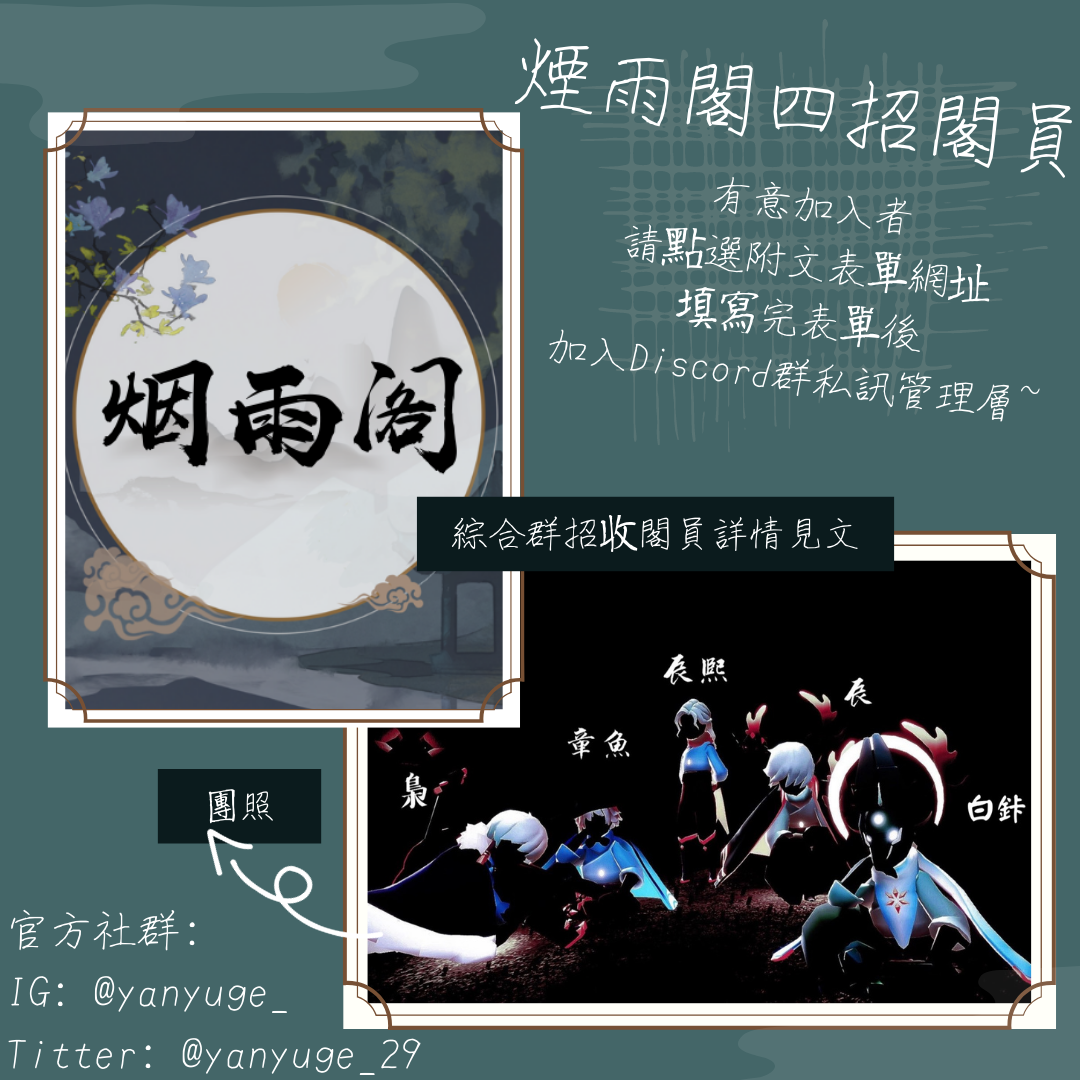 煙雨閣四招閣員
有意加入者
請點選附文表單網址
填寫完表單後
加入Discord群私訊管理層~
烟雨阁
綜合群招收閣員詳情見文
辰熙
辰
章魚
梟
白鉲
團照
官方社群:
IG: @yanyuge_
Titter: @yanyuge_29